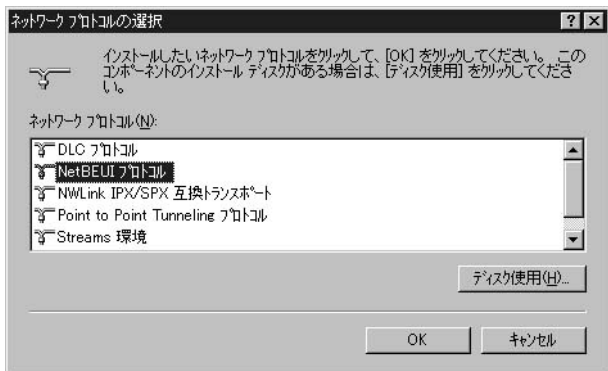 ネットワーク プロトコルの選択
インストールしたいネットワーク プロトコルをクリックして、[OK] をクリックしてください。 この
コンポーネントのインストール ディスクがある場合は、[ディスク使用] をクリックしてくださ
い。
ネットワーク プロトコル(N):
DLC プロトコル
NetBEUI プロトコル
NWLink IPX/SPX 互換トランスポート
Point to Point Tunneling プロトコル
Streams 環境
ディスク使用(H)...
OK
キャンセル